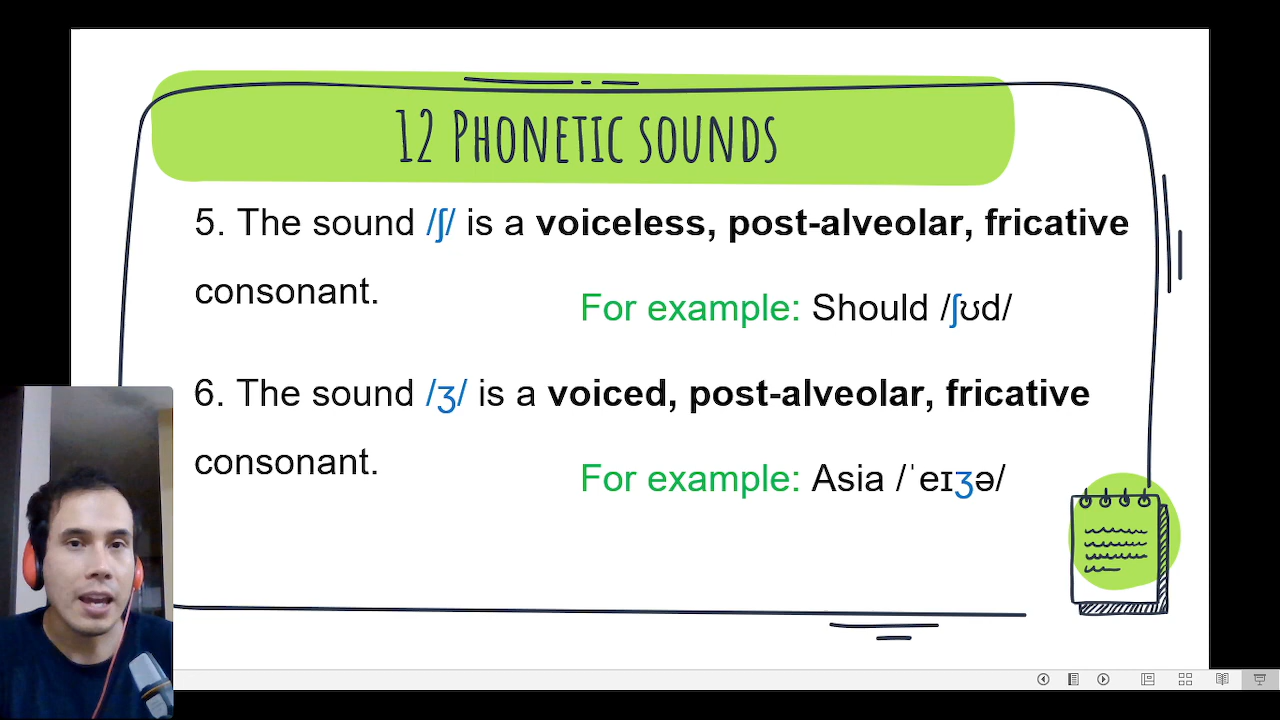 12 Phonetic sounds
5. The sound /ʃ/ is a voiceless, post-alveolar, fricative
consonant.
For example: Should /ʃʊd/
6. The sound /ʒ/ is a voiced, post-alveolar, fricative
consonant.
For example: Asia /ˈeɪʒə/